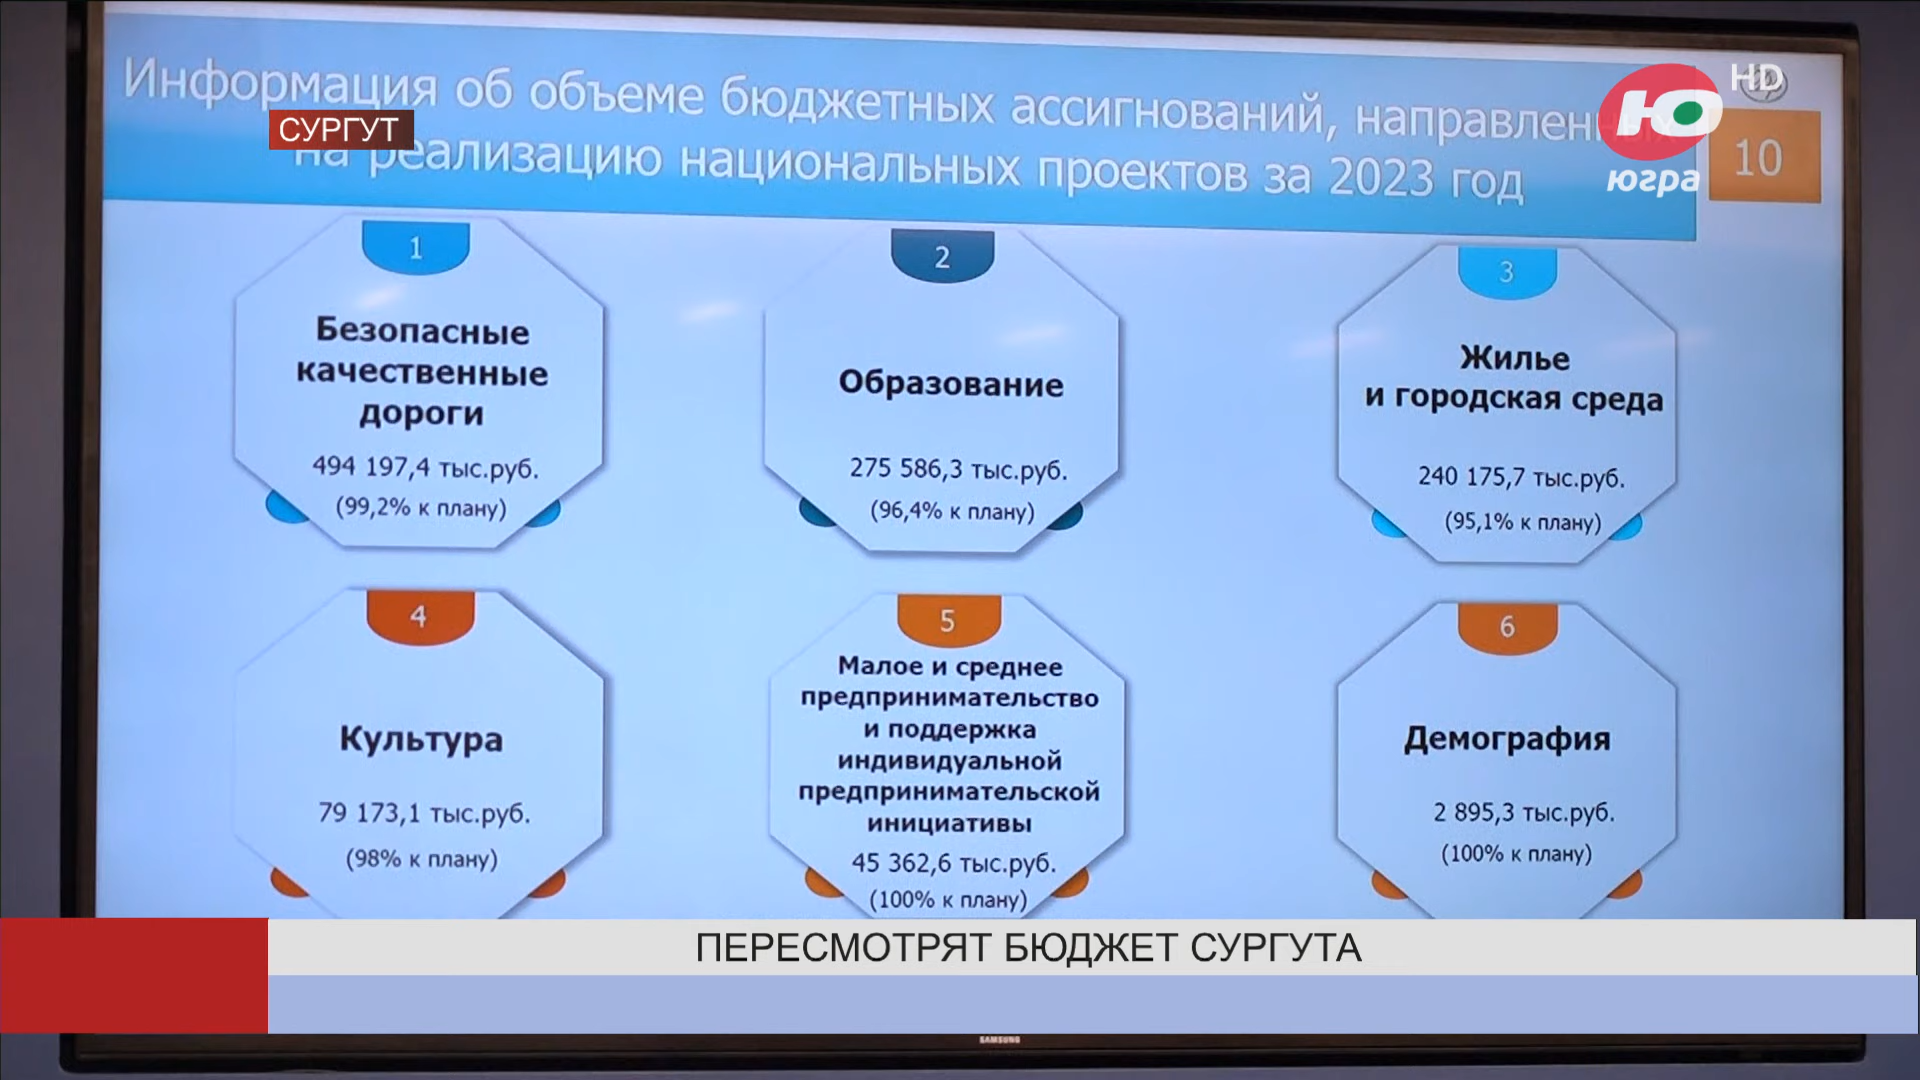 Информация об объеме бюджетных ассигнований, направленных
на реализацию национальных проектов за 2023 год
СУРГУТ
HD
Ю
югра
10
1
Безопасные
качественные
дороги
494 197,4 тыс.руб.
(99,2% к плану)
2
Образование
275 586,3 тыс.руб.
(96,4% к плану)
3
Жилье
и городская среда
240 175,7 тыс.руб.
(95,1% к плану)
4
Культура
79 173,1 тыс.руб.
(98% к плану)
5
Малое и среднее
предпринимательство
и поддержка
индивидуальной
предпринимательской
инициативы
45 362,6 тыс.руб.
(100% к плану)
6
Демография
2 895,3 тыс.руб.
(100% к плану)
ПЕРЕСМОТРЯТ БЮДЖЕТ СУРГУТА
SAMSUNG